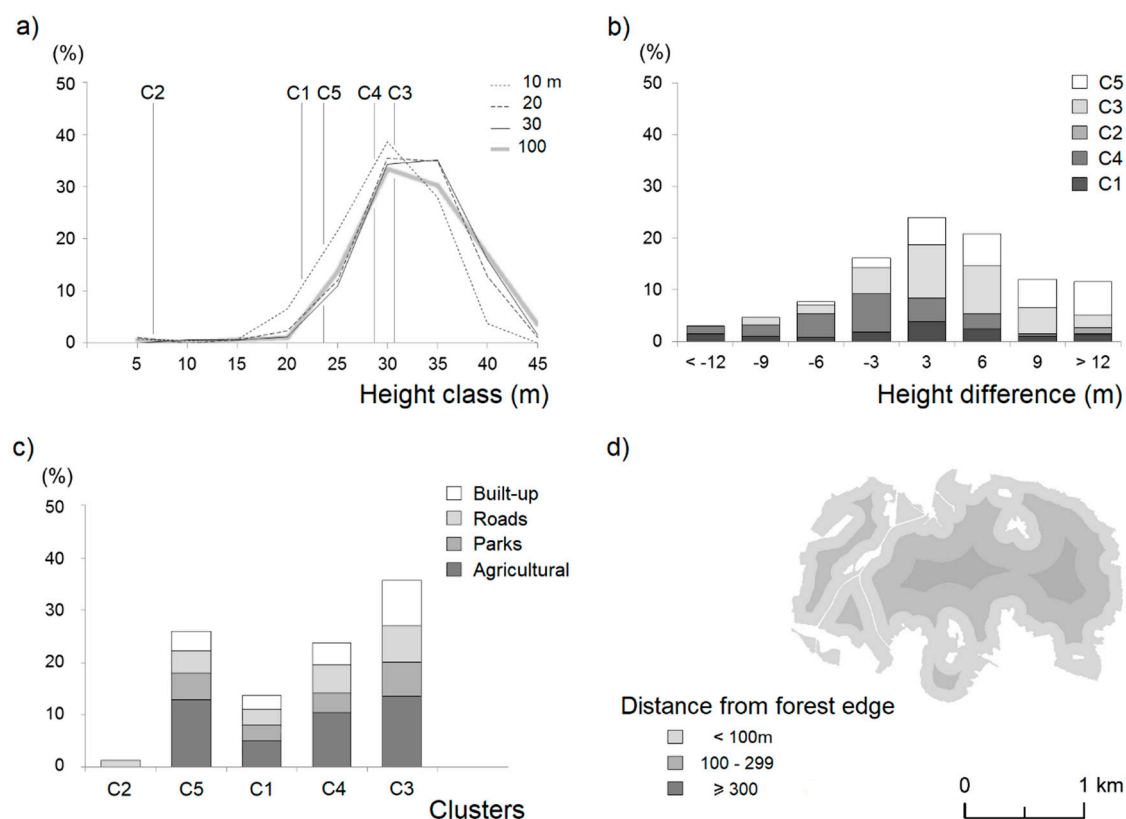 a)
(%)
50
40
30
20
10
0
C2 C1 C5 C4 C3
10 m
20
30
100
5 10 15 20 25 30 35 40 45
Height class (m)
b)
(%)
50
40
30
20
10
0
C5
C3
C2
C4
C1
< -12 -9 -6 -3 3 6 9 > 12
Height difference (m)
c)
(%)
50
40
30
20
10
0
Built-up
Roads
Parks
Agricultural
C2 C5 C1 C4 C3
Clusters
d)
Distance from forest edge
< 100m
100 - 299
⩾ 300
0 1 km